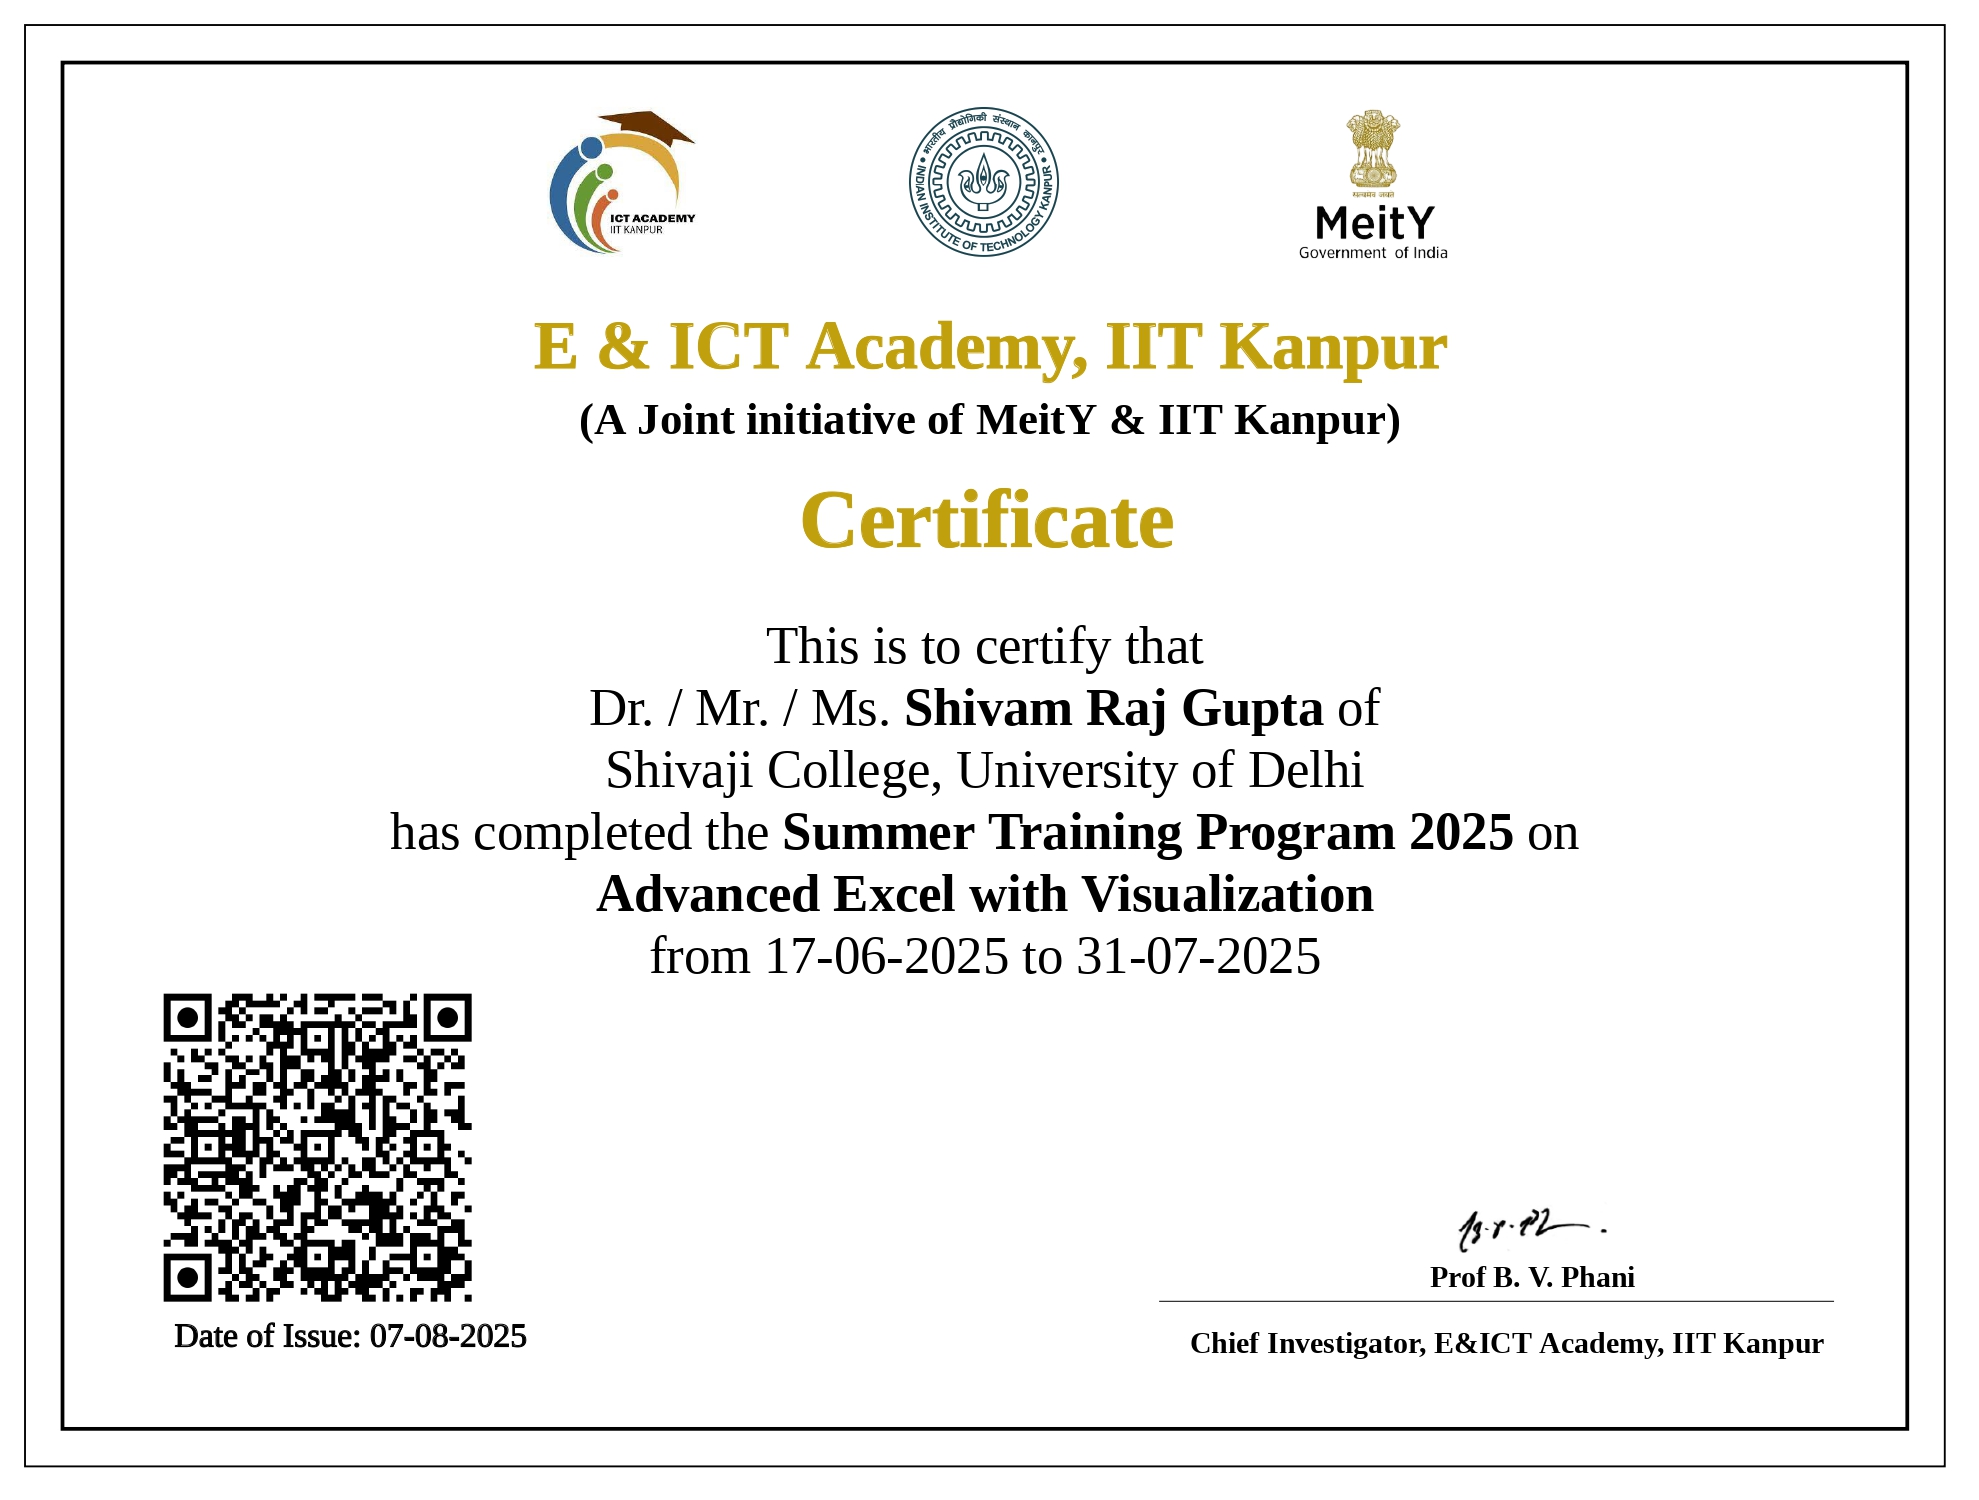 ICT ACADEMY
IIT KANPUR
भारतीय प्रौद्योगिकी संस्थान कानपुर
INDIAN INSTITUTE OF TECHNOLOGY KANPUR
सत्यमेव जयते
MeitY
Government of India
E & ICT Academy, IIT Kanpur
(A Joint initiative of MeitY & IIT Kanpur)
Certificate
This is to certify that
Dr. / Mr. / Ms. Shivam Raj Gupta of
Shivaji College, University of Delhi
has completed the Summer Training Program 2025 on
Advanced Excel with Visualization
from 17-06-2025 to 31-07-2025
Date of Issue: 07-08-2025
Prof B. V. Phani
Chief Investigator, E&ICT Academy, IIT Kanpur